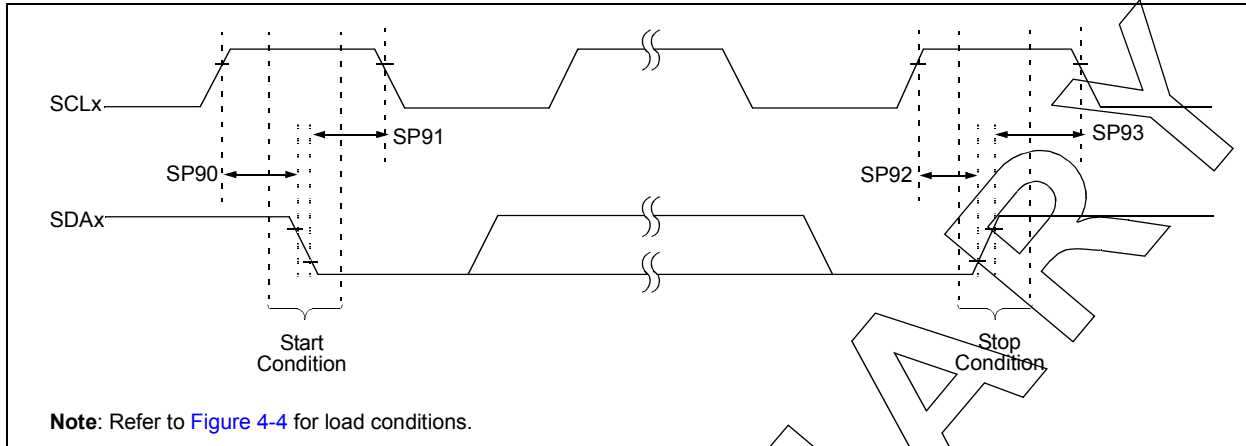 SCLx
SP91
SP93
SP90
SP92
SDAx
Start
Condition
Stop
Condition
Note: Refer to Figure 4-4 for load conditions.
ARY